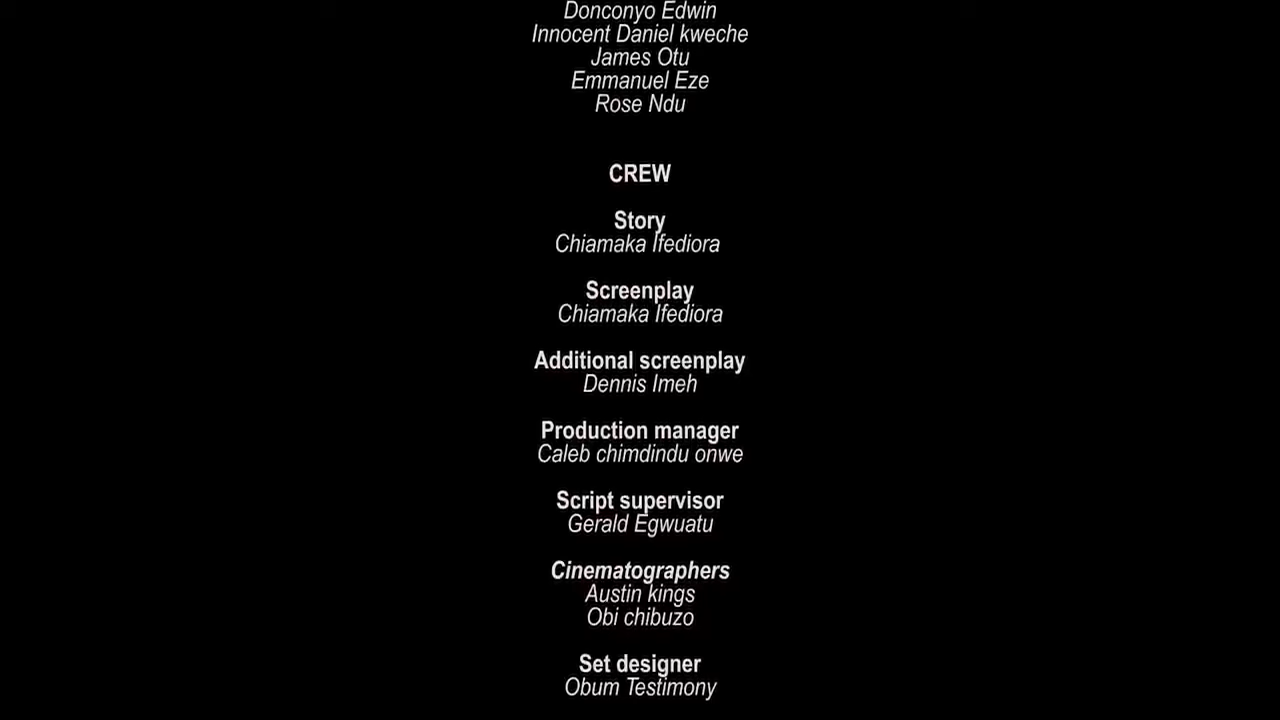 Donconyo Edwin
Innocent Daniel kweche
James Otu
Emmanuel Eze
Rose Ndu
CREW
Story
Chiamaka Ifediora
Screenplay
Chiamaka Ifediora
Additional screenplay
Dennis Imeh
Production manager
Caleb chimdindu onwe
Script supervisor
Gerald Egwuatu
Cinematographers
Austin kings
Obi chibuzo
Set designer
Obum Testimony